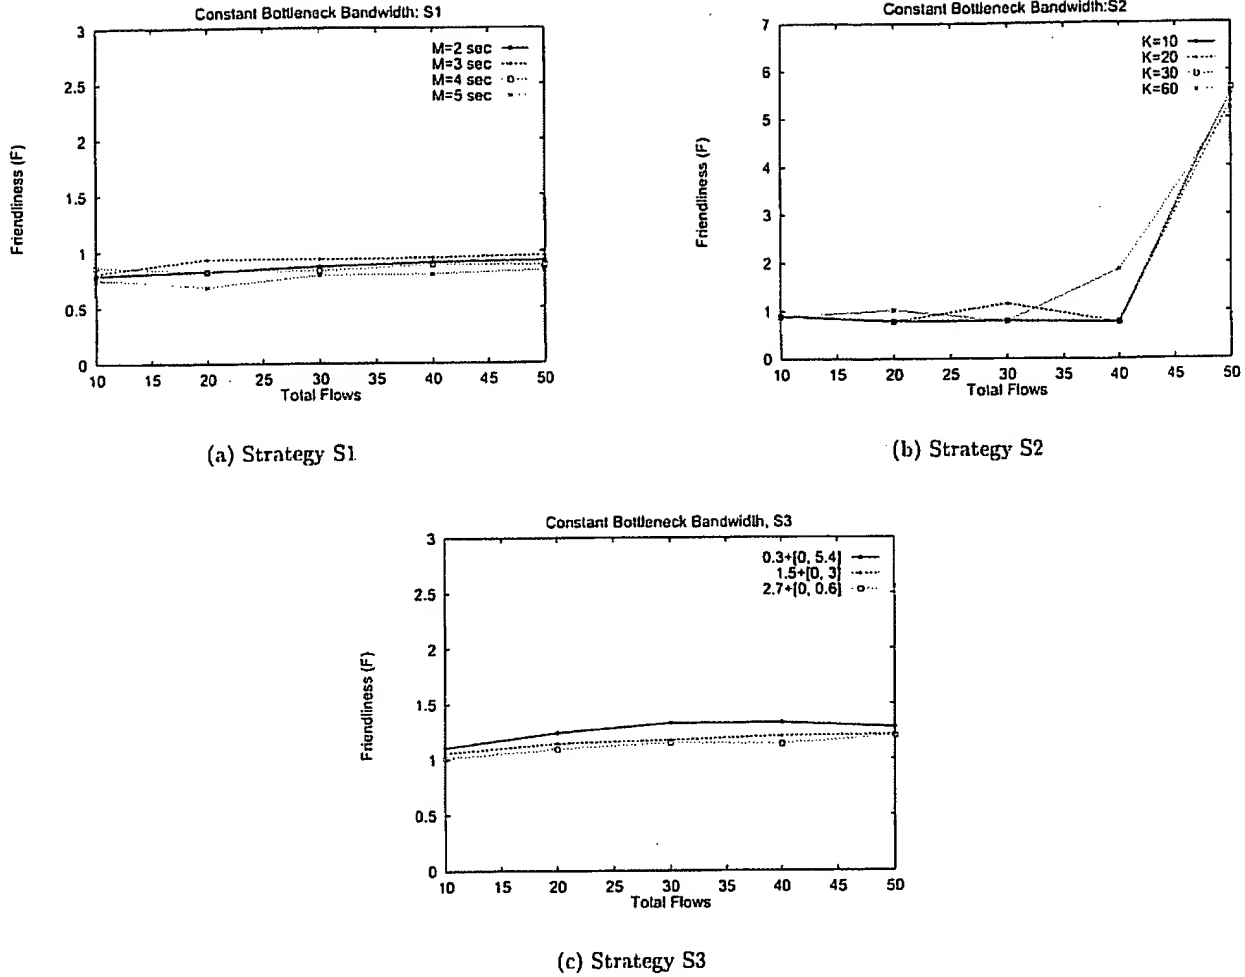 Constant Bottleneck Bandwidth: S1
3
2.5
2
1.5
1
0.5
0
Friendliness (F)
M=2 sec
M=3 sec
M=4 sec
M=5 sec
10 15 20 25 30 35 40 45 50
Total Flows
(a) Strategy S1
Constant Bottleneck Bandwidth:S2
7
6
5
4
3
2
1
0
Friendliness (F)
K=10
K=20
K=30
K=60
10 15 20 25 30 35 40 45 50
Total Flows
(b) Strategy S2
Constant Bottleneck Bandwidth, S3
3
2.5
2
1.5
1
0.5
0
Friendliness (F)
0.3+[0, 5.4]
1.5+[0, 3]
2.7+[0, 0.6]
10 15 20 25 30 35 40 45 50
Total Flows
(c) Strategy S3